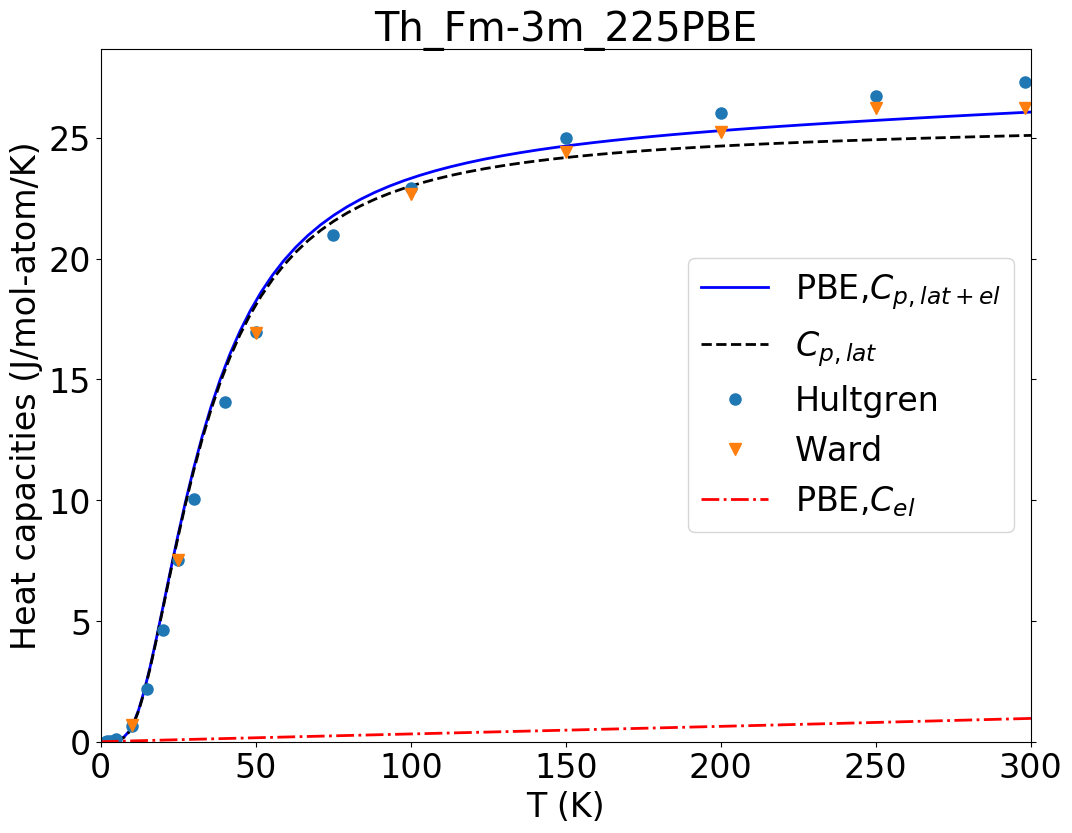 Th_Fm-3m_225PBE
Heat capacities (J/mol-atom/K)
25
20
15
10
5
0
PBE,C_{p,lat+el}
C_{p,lat}
Hultgren
Ward
PBE,C_{el}
0 50 100 150 200 250 300
T (K)